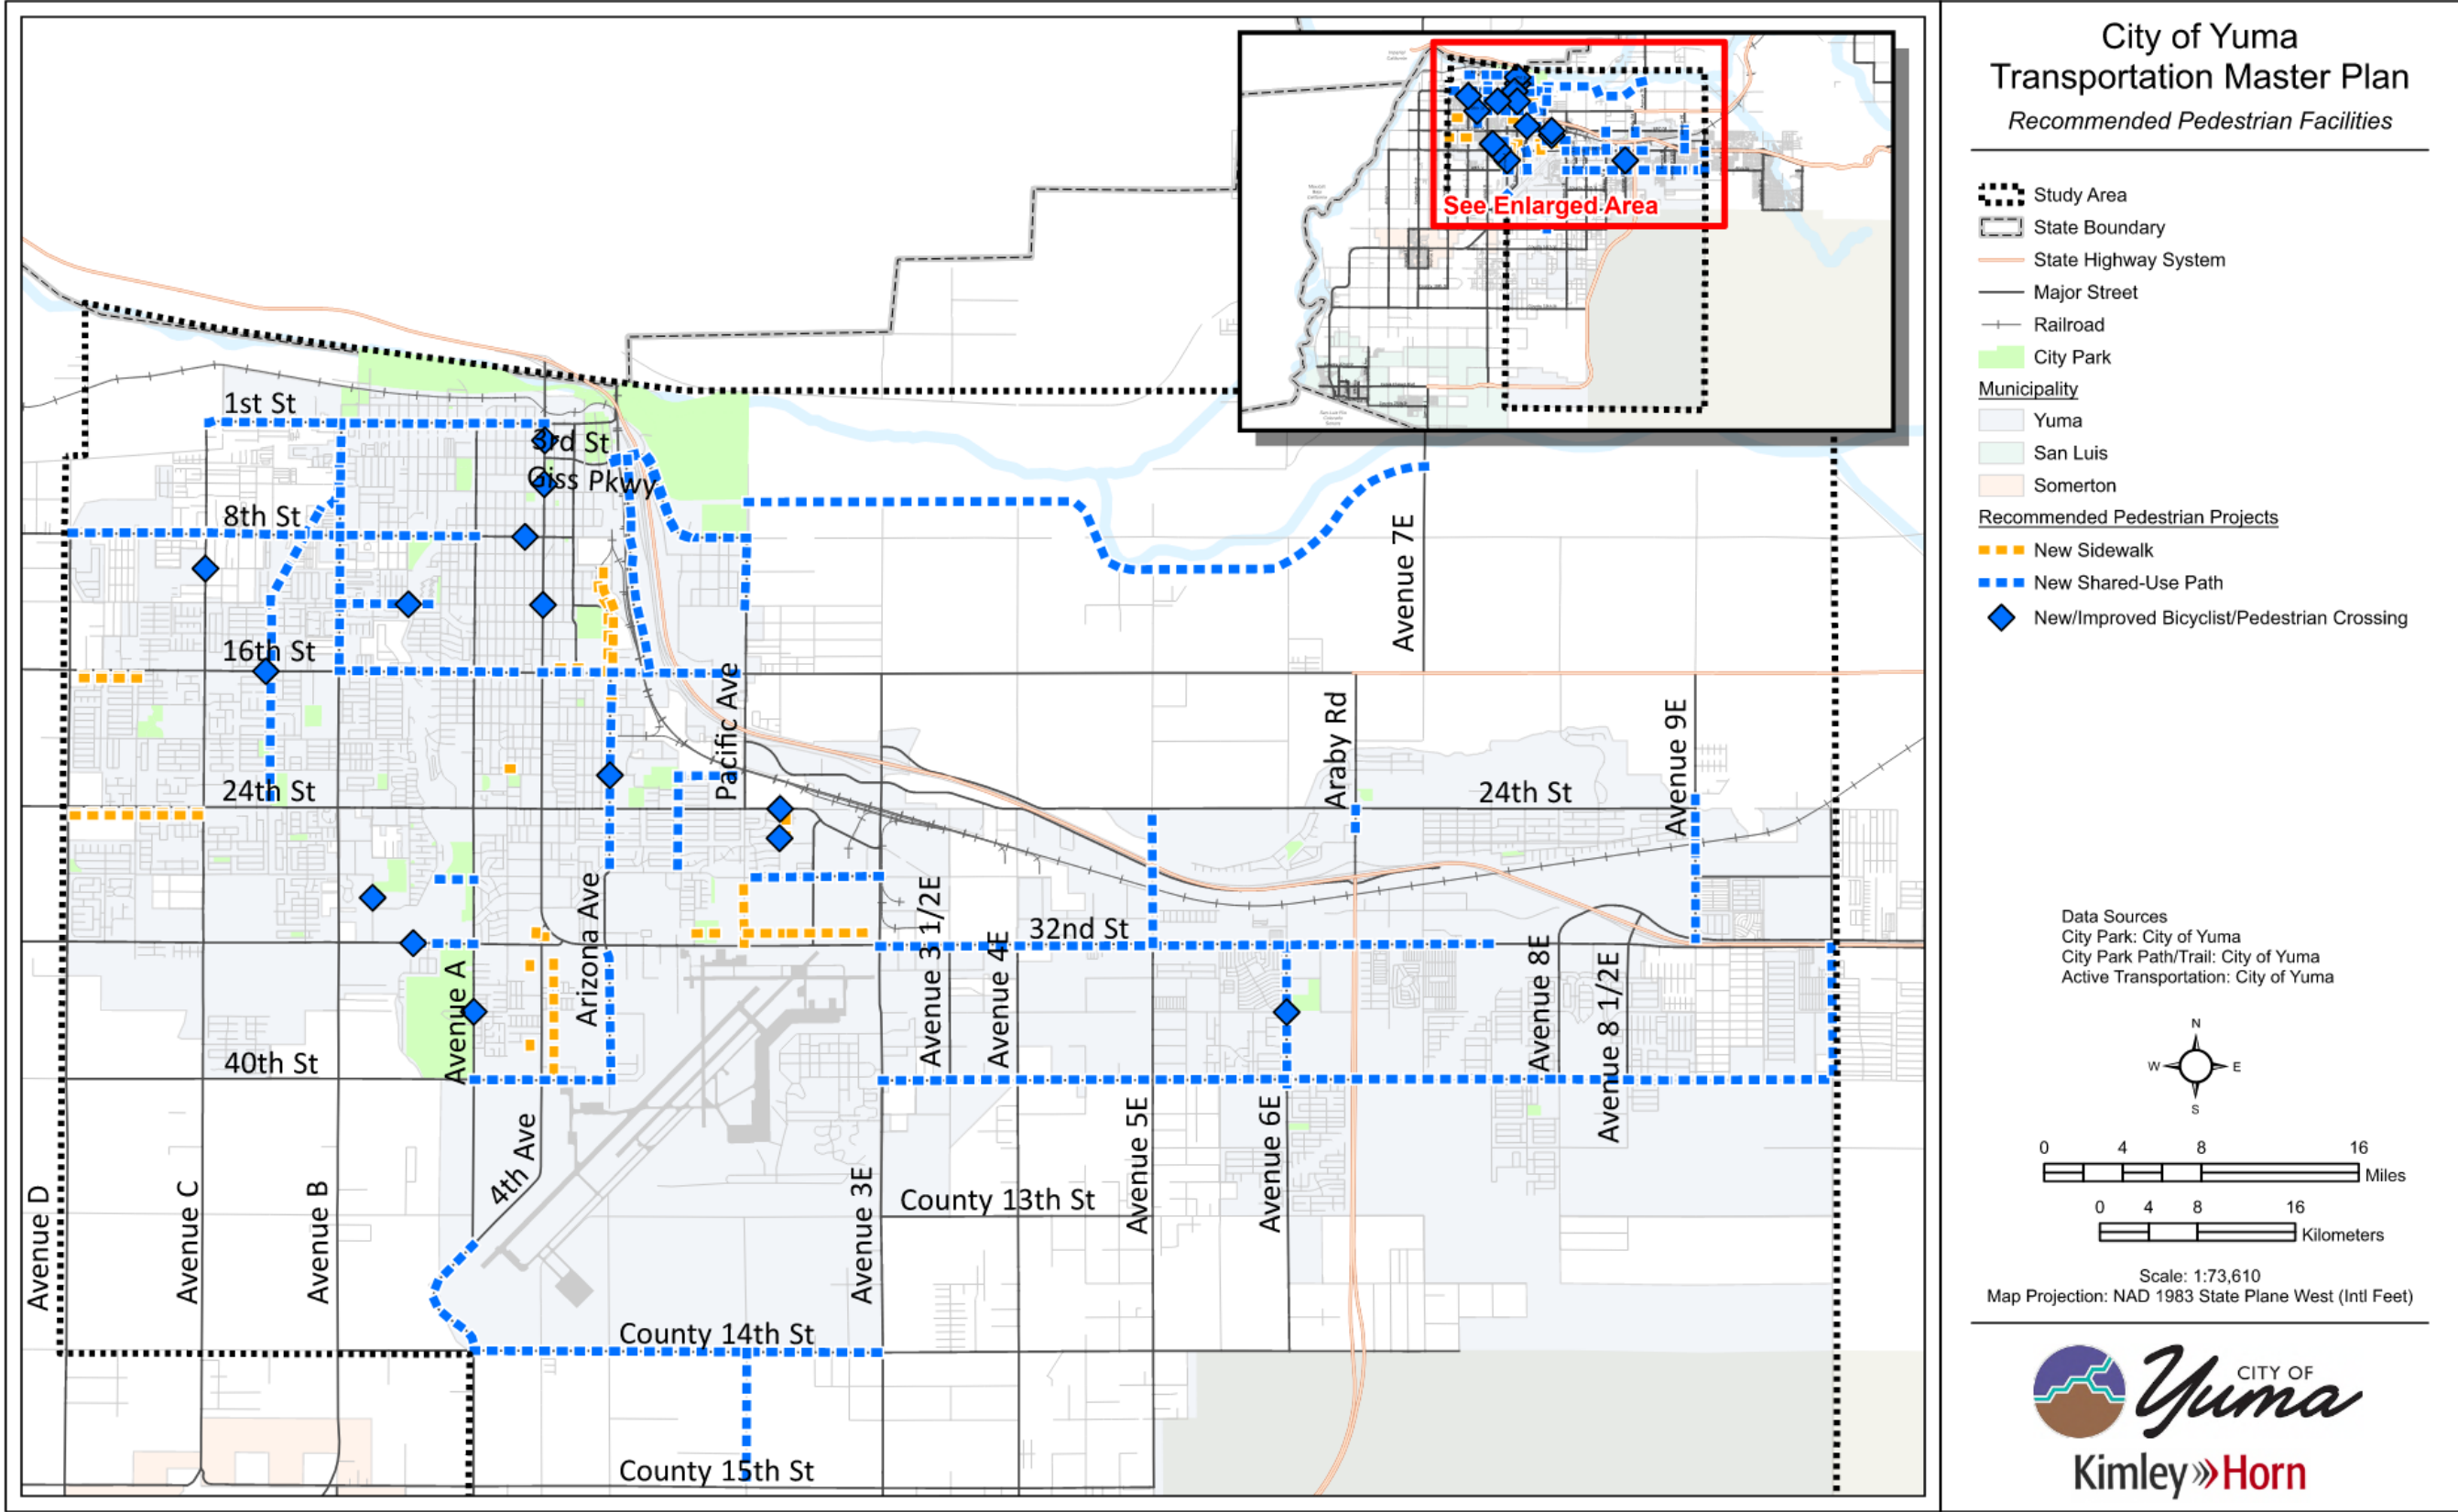 City of Yuma
Transportation Master Plan
Recommended Pedestrian Facilities
Study Area
State Boundary
State Highway System
Major Street
Railroad
City Park
Municipality
Yuma
San Luis
Somerton
Recommended Pedestrian Projects
New Sidewalk
New Shared-Use Path
New/Improved Bicyclist/Pedestrian Crossing
Data Sources
City Park: City of Yuma
City Park Path/Trail: City of Yuma
Active Transportation: City of Yuma
N
W E
S
0 4 8 16
Miles
0 4 8 16
Kilometers
Scale: 1:73,610
Map Projection: NAD 1983 State Plane West (Intl Feet)
CITY OF
Yuma
Kimley»Horn
See Enlarged Area
1st St
3rd St
Giss Pkwy
8th St
16th St
24th St
24th St
32nd St
40th St
County 13th St
County 14th St
County 15th St
Avenue D
Avenue C
Avenue B
Avenue A
4th Ave
Arizona Ave
Pacific Ave
Avenue 3E
Avenue 3 1/2E
Avenue 4E
Avenue 5E
Avenue 6E
Araby Rd
Avenue 7E
Avenue 8E
Avenue 8 1/2E
Avenue 9E